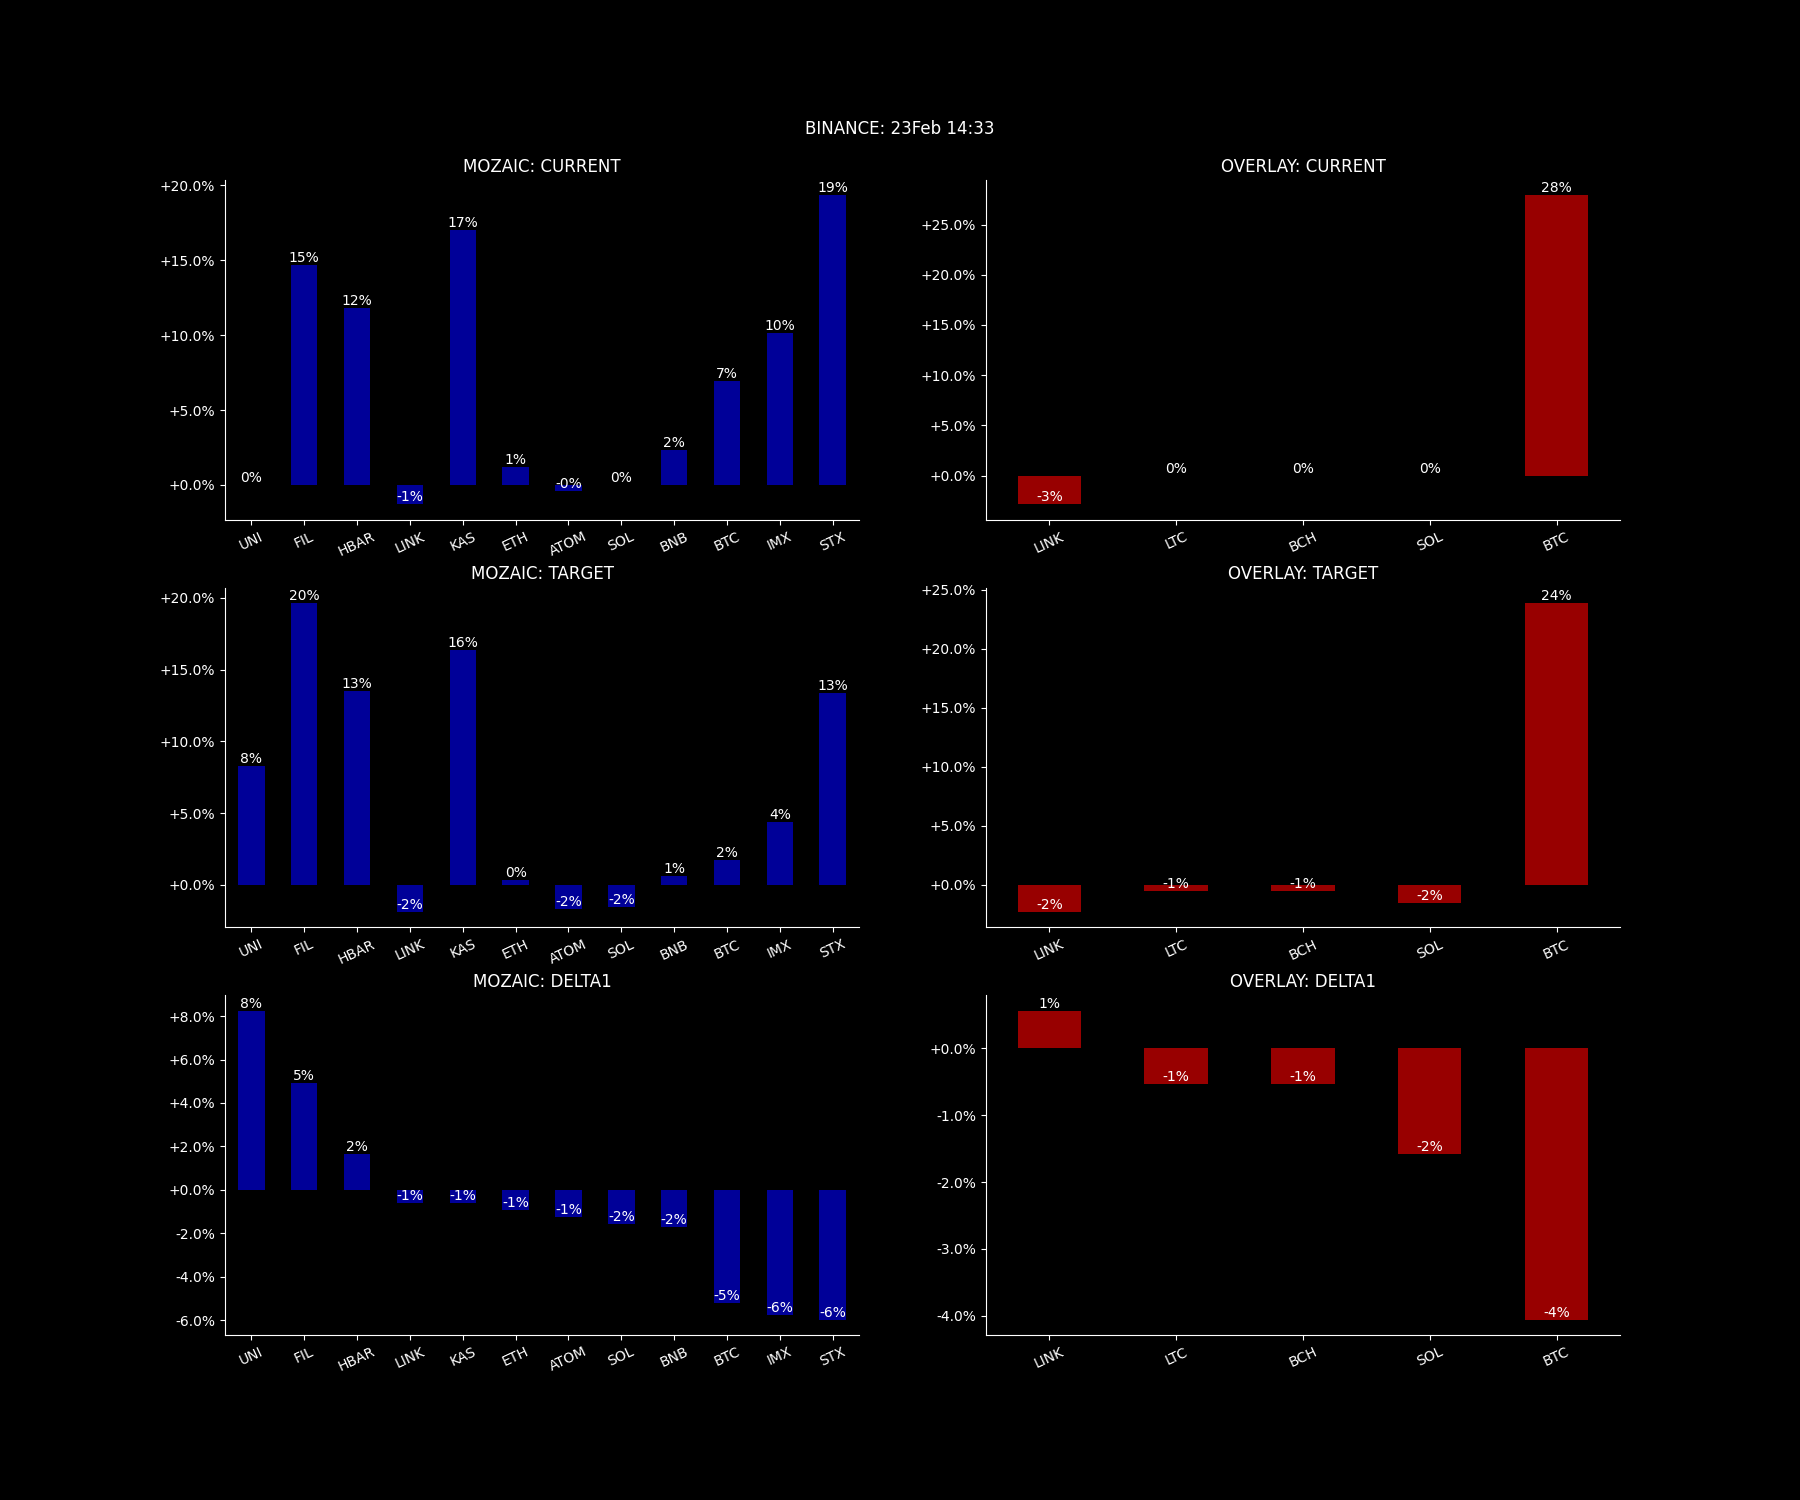 BINANCE: 23Feb 14:33
MOZAIC: CURRENT
+20.0%
+15.0%
+10.0%
+5.0%
+0.0%
0%
15%
12%
-1%
17%
1%
-0%
0%
2%
7%
10%
19%
UNI
FIL
HBAR
LINK
KAS
ETH
ATOM
SOL
BNB
BTC
IMX
STX
OVERLAY: CURRENT
+25.0%
+20.0%
+15.0%
+10.0%
+5.0%
+0.0%
-3%
0%
0%
0%
28%
LINK
LTC
BCH
SOL
BTC
MOZAIC: TARGET
+20.0%
+15.0%
+10.0%
+5.0%
+0.0%
8%
20%
13%
-2%
16%
0%
-2%
-2%
1%
2%
4%
13%
UNI
FIL
HBAR
LINK
KAS
ETH
ATOM
SOL
BNB
BTC
IMX
STX
OVERLAY: TARGET
+25.0%
+20.0%
+15.0%
+10.0%
+5.0%
+0.0%
-2%
-1%
-1%
-2%
24%
LINK
LTC
BCH
SOL
BTC
MOZAIC: DELTA1
+8.0%
+6.0%
+4.0%
+2.0%
+0.0%
-2.0%
-4.0%
-6.0%
8%
5%
2%
-1%
-1%
-1%
-1%
-2%
-2%
-5%
-6%
-6%
UNI
FIL
HBAR
LINK
KAS
ETH
ATOM
SOL
BNB
BTC
IMX
STX
OVERLAY: DELTA1
+0.0%
-1.0%
-2.0%
-3.0%
-4.0%
1%
-1%
-1%
-2%
-4%
LINK
LTC
BCH
SOL
BTC